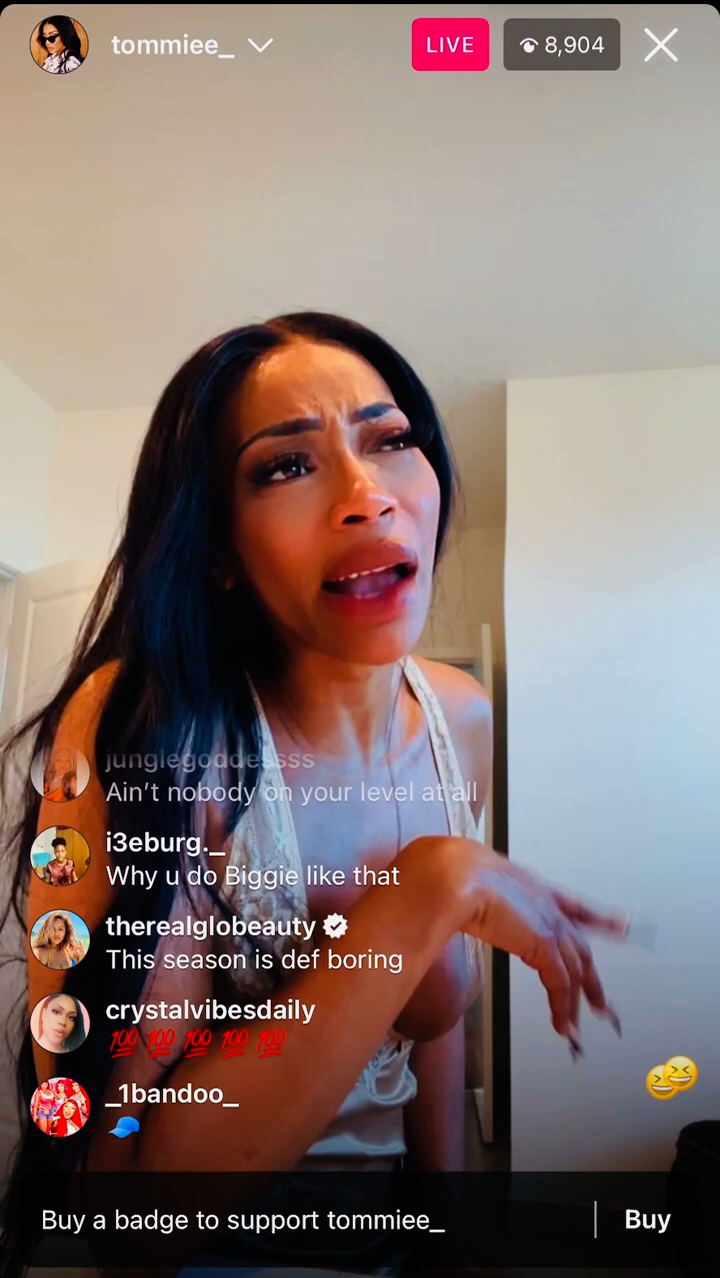 tommiee_
LIVE
8,904
junglegoddessss
Ain’t nobody on your level at all
i3eburg._
Why u do Biggie like that
therealglobeauty
This season is def boring
crystalvibesdaily
💯 💯 💯 💯 💯
_1bandoo_
🧢
Buy a badge to support tommiee_
Buy